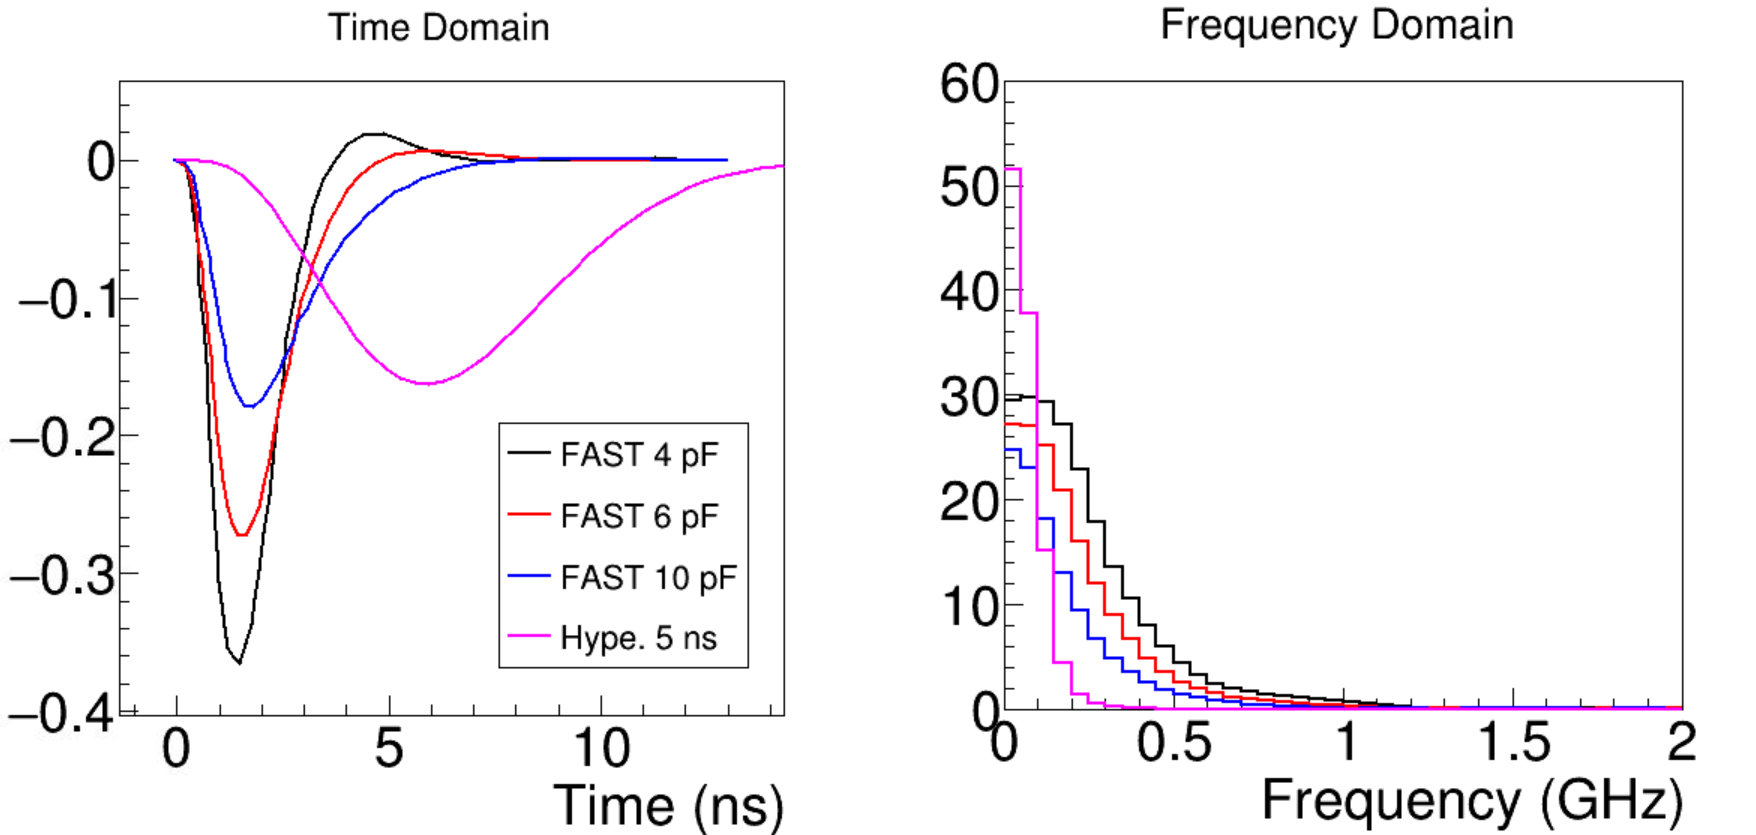 Time Domain
0
−0.1
−0.2
−0.3
−0.4
0 5 10
Time (ns)
FAST 4 pF
FAST 6 pF
FAST 10 pF
Hype. 5 ns
Frequency Domain
60
50
40
30
20
10
0
0 0.5 1 1.5 2
Frequency (GHz)